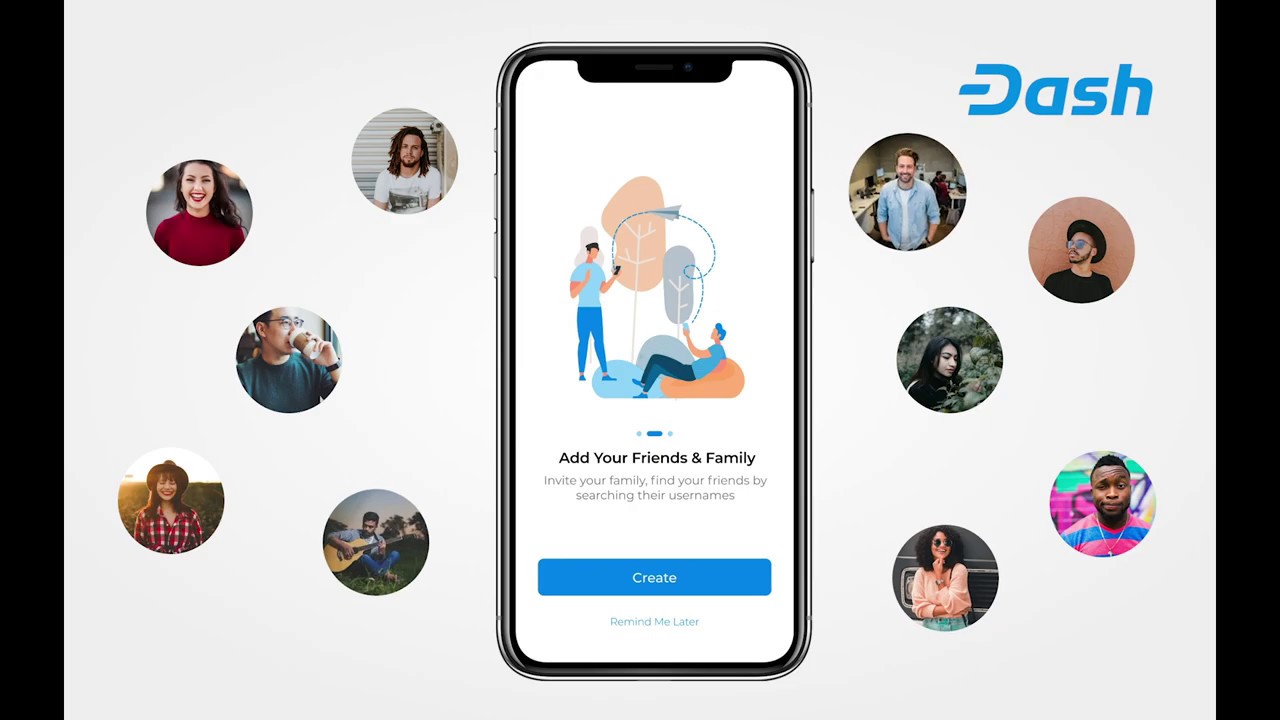 Dash
Add Your Friends & Family
Invite your family, find your friends by
searching their usernames
Create
Remind Me Later